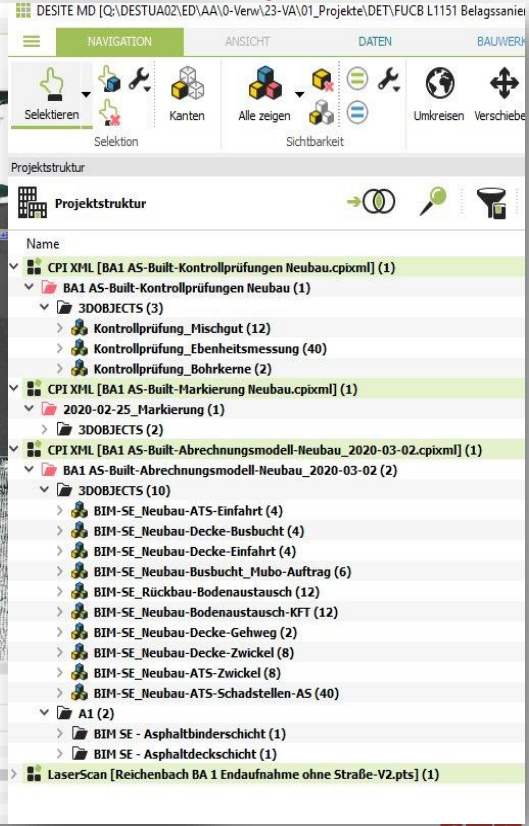 DESITE MD [Q:\DESTUA02\ED\AA\0-Verw\23-VA\01_Projekte\DET\FUCB L1151 Belagssanier
NAVIGATION ANSICHT DATEN BAUWERK
Selektieren Kanten Alle zeigen Umkreisen Verschiebe
Selektion Sichtbarkeit
Projektstruktur
Projektstruktur
Name
CPI XML [BA1 AS-Built-Kontrollprüfungen Neubau.cpixml] (1)
BA1 AS-Built-Kontrollprüfungen Neubau (1)
3DOBJECTS (3)
Kontrollprüfung_Mischgut (12)
Kontrollprüfung_Ebenheitsmessung (40)
Kontrollprüfung_Bohrkerne (2)
CPI XML [BA1 AS-Built-Markierung Neubau.cpixml] (1)
2020-02-25_Markierung (1)
3DOBJECTS (2)
CPI XML [BA1 AS-Built-Abrechnungsmodell-Neubau_2020-03-02.cpixml] (1)
BA1 AS-Built-Abrechnungsmodell-Neubau_2020-03-02 (2)
3DOBJECTS (10)
BIM-SE_Neubau-ATS-Einfahrt (4)
BIM-SE_Neubau-Decke-Busbucht (4)
BIM-SE_Neubau-Decke-Einfahrt (4)
BIM-SE_Neubau-Busbucht_Mubo-Auftrag (6)
BIM-SE_Rückbau-Bodenaustausch (12)
BIM-SE_Neubau-Bodenaustausch-KFT (12)
BIM-SE_Neubau-Decke-Gehweg (2)
BIM-SE_Neubau-Decke-Zwickel (8)
BIM-SE_Neubau-ATS-Zwickel (8)
BIM-SE_Neubau-ATS-Schadstellen-AS (40)
A1 (2)
BIM SE - Asphaltbinderschicht (1)
BIM SE - Asphaltdeckschicht (1)
LaserScan [Reichenbach BA 1 Endaufnahme ohne Straße-V2.pts] (1)